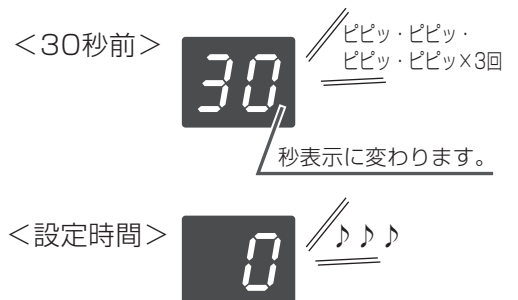 <30秒前>
30
ピピッ・ピピッ・
ピピッ・ピピッ×3回
秒表示に変わります。
<設定時間>
0
♪♪♪